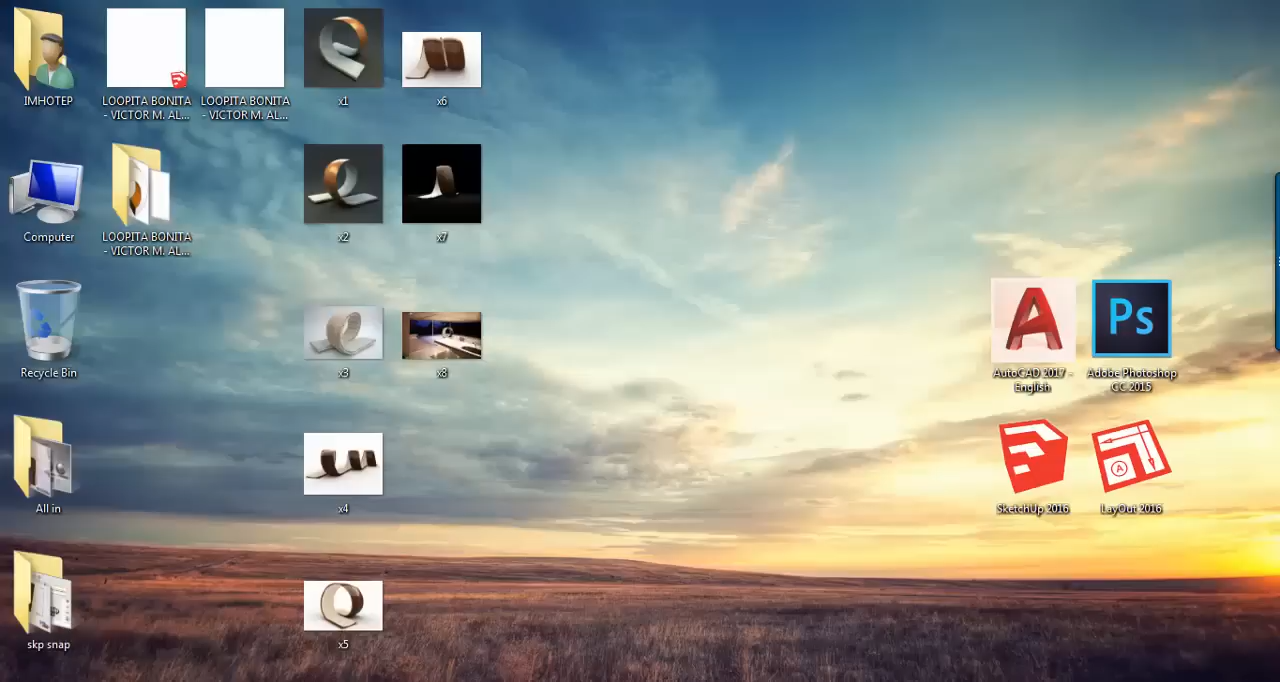 IMHOTEP
LOOPITA BONITA
- VICTOR M. AL...
LOOPITA BONITA
- VICTOR M. AL...
x1
x6
Computer
LOOPITA BONITA
- VICTOR M. AL...
x2
x7
Recycle Bin
x3
x8
A
AutoCAD 2017 -
English
Ps
Adobe Photoshop
CC 2015
All in
x4
SketchUp 2016
A
LayOut 2016
skp snap
x5